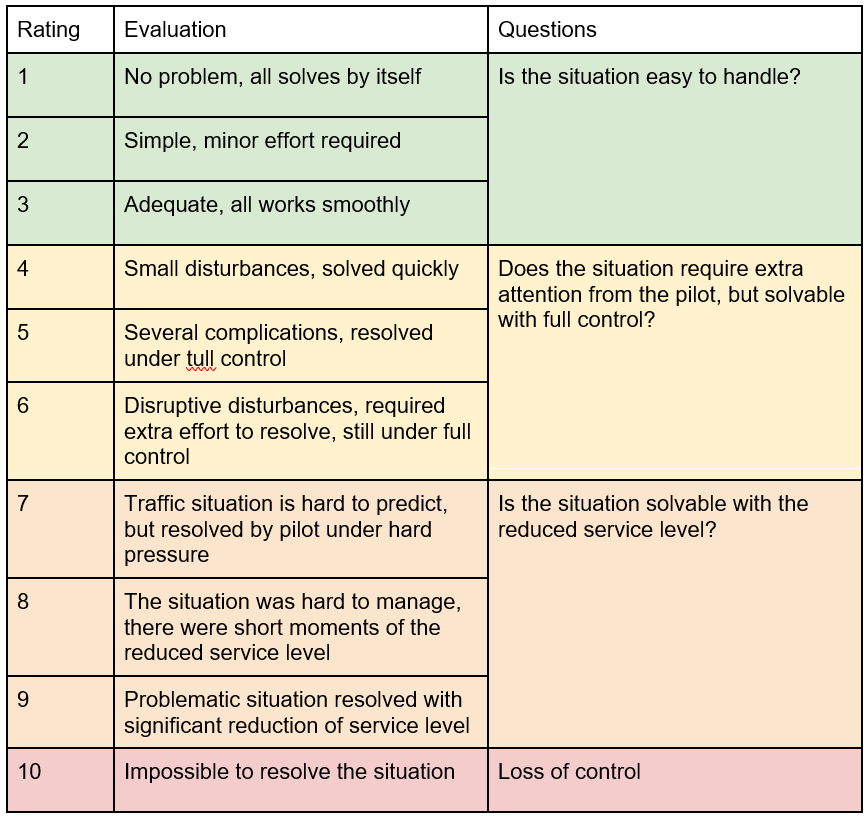 Rating
Evaluation
Questions
1
No problem, all solves by itself
Is the situation easy to handle?
2
Simple, minor effort required
3
Adequate, all works smoothly
4
Small disturbances, solved quickly
Does the situation require extra
attention from the pilot, but solvable
with full control?
5
Several complications, resolved
under tull control
6
Disruptive disturbances, required
extra effort to resolve, still under full
control
7
Traffic situation is hard to predict,
but resolved by pilot under hard
pressure
Is the situation solvable with the
reduced service level?
8
The situation was hard to manage,
there were short moments of the
reduced service level
9
Problematic situation resolved with
significant reduction of service level
10
Impossible to resolve the situation
Loss of control